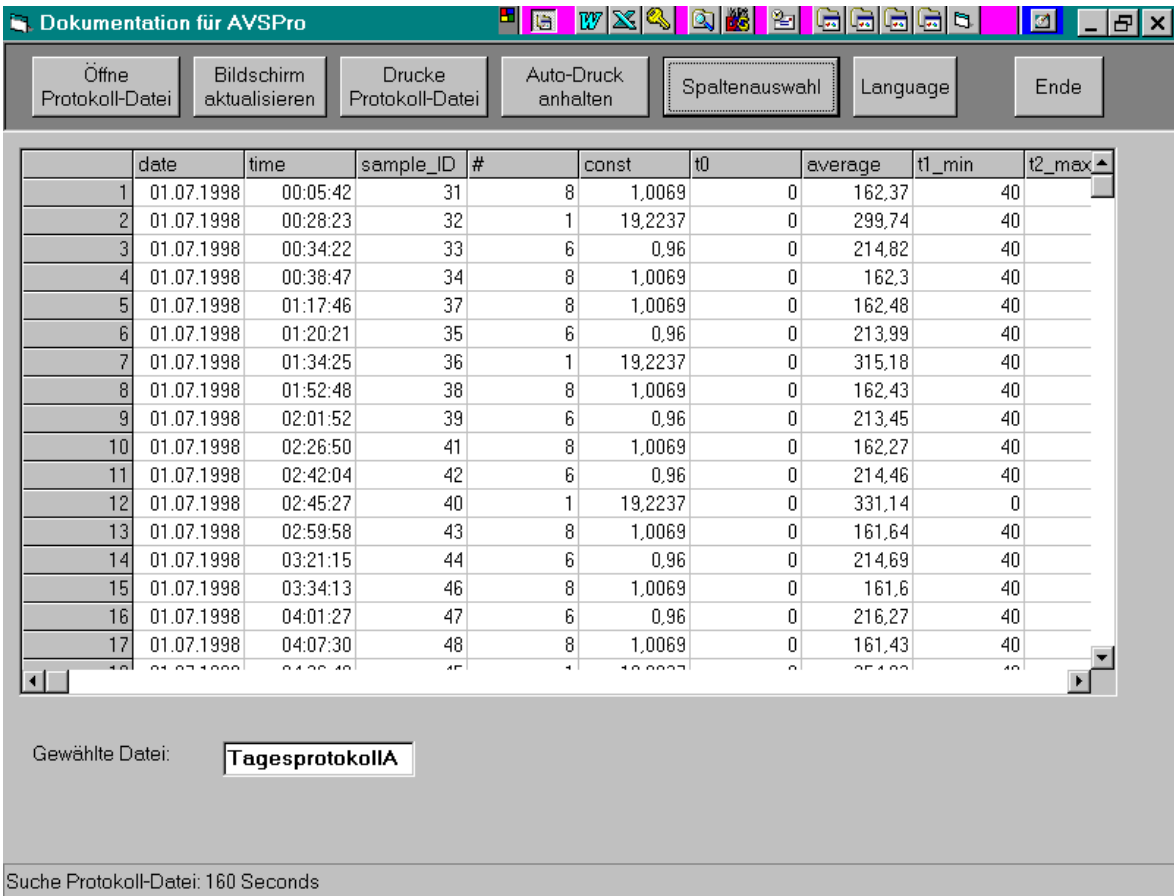 Dokumentation für AVSPro
Öffne Protokoll-Datei
Bildschirm aktualisieren
Drucke Protokoll-Datei
Auto-Druck anhalten
Spaltenauswahl
Language
Ende
date time sample_ID # const t0 average t1_min t2_max
1 01.07.1998 00:05:42 31 8 1,0069 0 162,37 40
2 01.07.1998 00:28:23 32 1 19,2237 0 299,74 40
3 01.07.1998 00:34:22 33 6 0,96 0 214,82 40
4 01.07.1998 00:38:47 34 8 1,0069 0 162,3 40
5 01.07.1998 01:17:46 37 8 1,0069 0 162,48 40
6 01.07.1998 01:20:21 35 6 0,96 0 213,99 40
7 01.07.1998 01:34:25 36 1 19,2237 0 315,18 40
8 01.07.1998 01:52:48 38 8 1,0069 0 162,43 40
9 01.07.1998 02:01:52 39 6 0,96 0 213,45 40
10 01.07.1998 02:26:50 41 8 1,0069 0 162,27 40
11 01.07.1998 02:42:04 42 6 0,96 0 214,46 40
12 01.07.1998 02:45:27 40 1 19,2237 0 331,14 0
13 01.07.1998 02:59:58 43 8 1,0069 0 161,64 40
14 01.07.1998 03:21:15 44 6 0,96 0 214,69 40
15 01.07.1998 03:34:13 46 8 1,0069 0 161,6 40
16 01.07.1998 04:01:27 47 6 0,96 0 216,27 40
17 01.07.1998 04:07:30 48 8 1,0069 0 161,43 40
Gewählte Datei: TagesprotokollA
Suche Protokoll-Datei: 160 Seconds